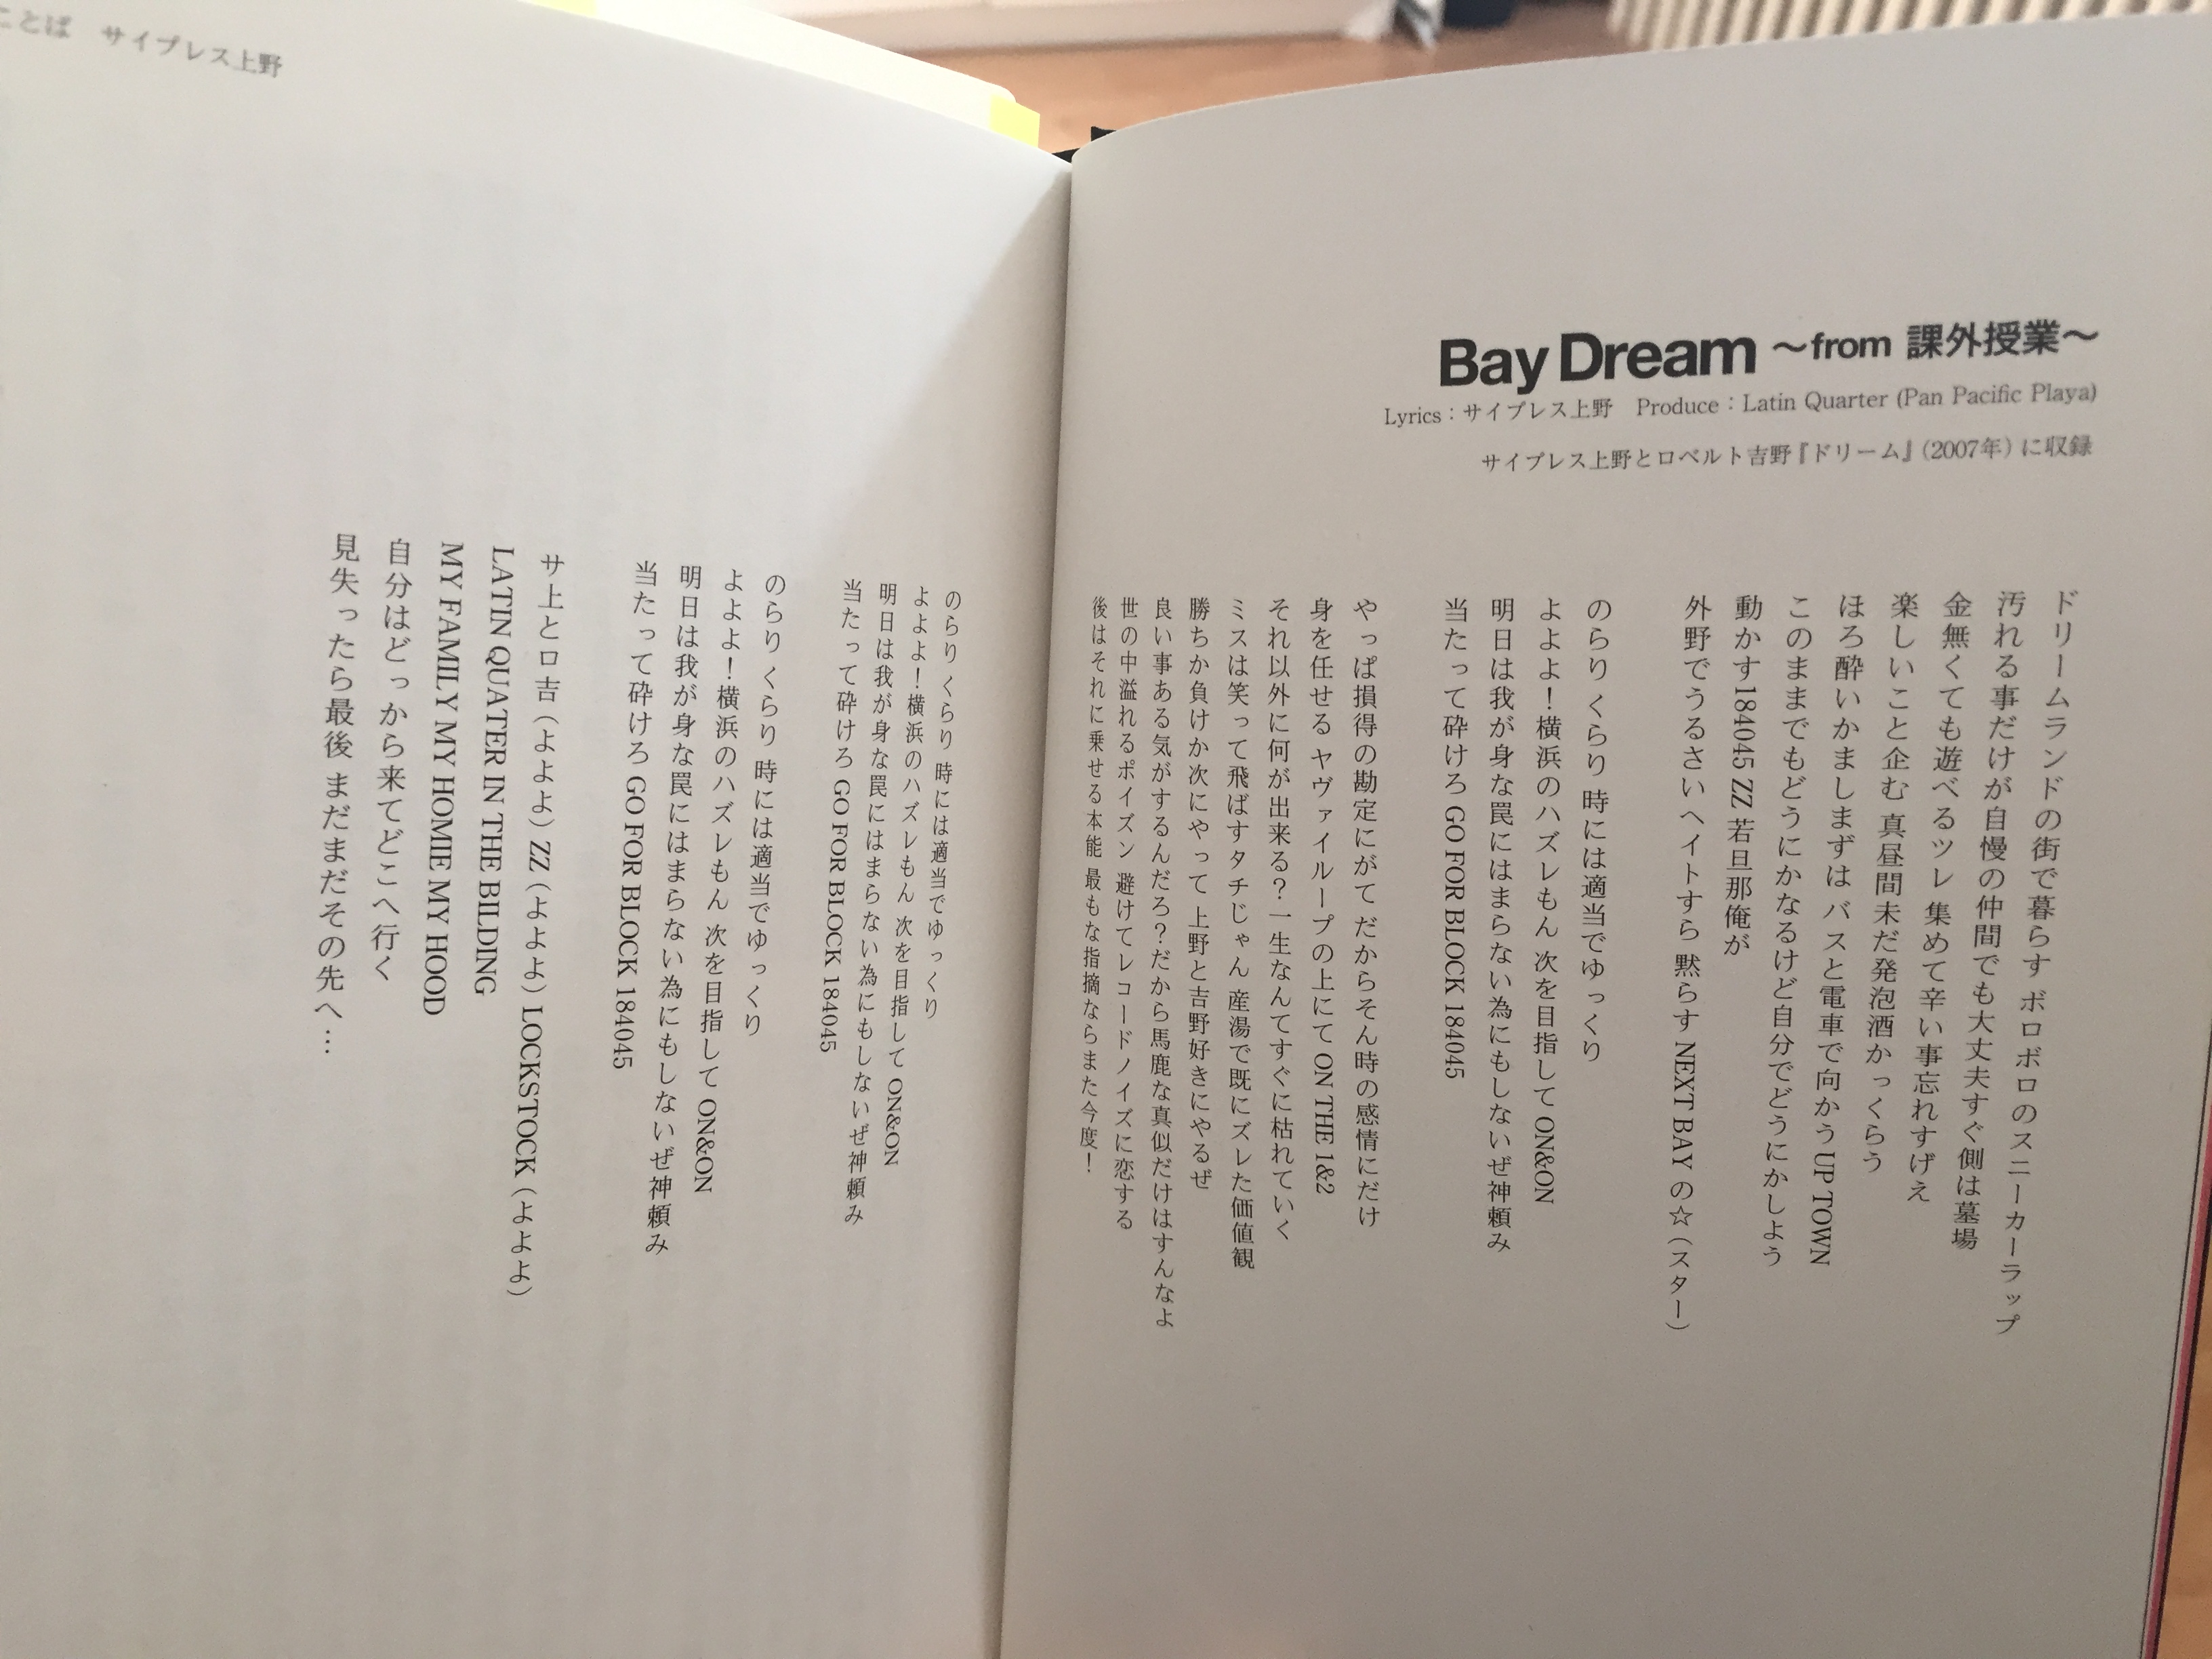 Bay Dream 〜from 課外授業〜
Lyrics：サイプレス上野　Produce：Latin Quarter (Pan Pacific Playa)
サイプレス上野とロベルト吉野『ドリーム』（2007年）に収録
ドリームランドの街で暮らす ボロボロのスニーカーラップ
汚れる事だけが自慢の仲間でも大丈夫すぐ側は墓場
金無くても遊べるツレ 集めて辛い事忘れすげえ
楽しいこと企む 真昼間未だ発泡酒かっくらう
ほろ酔いかましまずは バスと電車で向かう UP TOWN
このままでもどうにかなるけど自分でどうにかしよう
動かす184045 ZZ 若旦那俺が
外野でうるさいヘイトすら 黙らす NEXT BAY の☆（スター）
のらりくらり 時には適当でゆっくり
よよよ！横浜のハズレもん 次を目指して ON&ON
明日は我が身な罠にはまらない為にもしないぜ神頼み
当たって砕けろ GO FOR BLOCK 184045
やっぱ損得の勘定にがて だからそん時の感情にだけ
身を任せる ヤヴァイループの上にて ON THE 1&2
それ以外に何が出来る？一生なんてすぐに枯れていく
ミスは笑って飛ばすタチじゃん 産湯で既にズレた価値観
勝ちか負けか次にやって 上野と吉野好きにやるぜ
良い事ある気がするんだろ？だから馬鹿な真似だけはすんなよ
世の中溢れるポイズン 避けてレコードノイズに恋する
後はそれに乗せる本能 最もな指摘ならまた今度！
ことば　サイプレス上野
のらりくらり 時には適当でゆっくり
よよよ！横浜のハズレもん 次を目指して ON&ON
明日は我が身な罠にはまらない為にもしないぜ神頼み
当たって砕けろ GO FOR BLOCK 184045
のらりくらり 時には適当でゆっくり
よよよ！横浜のハズレもん 次を目指して ON&ON
明日は我が身な罠にはまらない為にもしないぜ神頼み
当たって砕けろ GO FOR BLOCK 184045
サ上とロ吉（よよよ）ZZ（よよよ）LOCKSTOCK（よよよ）
LATIN QUATER IN THE BILDING
MY FAMILY MY HOMIE MY HOOD
自分はどっから来てどこへ行く
見失ったら最後 まだまだその先へ…